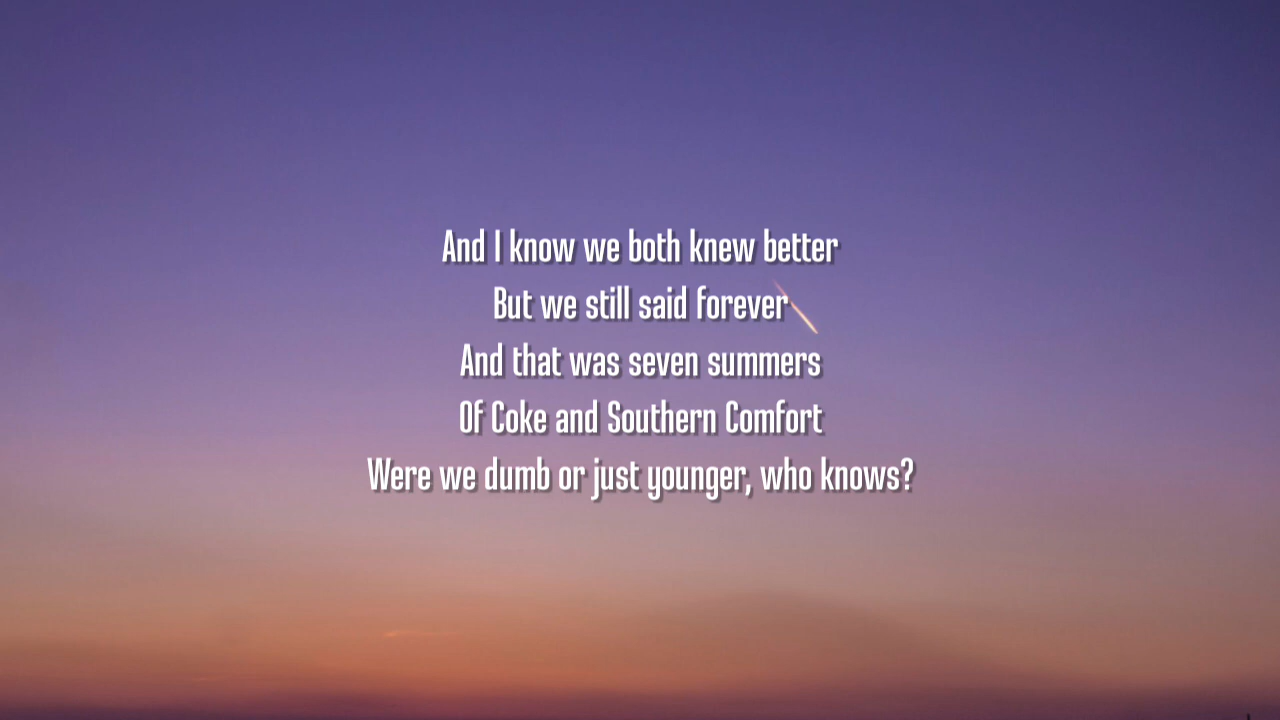 And I know we both knew better
But we still said forever
And that was seven summers
Of Coke and Southern Comfort
Were we dumb or just younger, who knows?